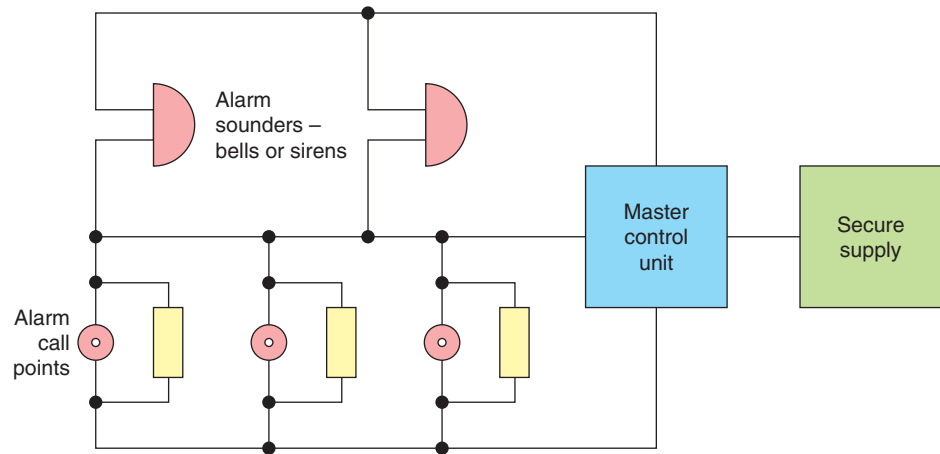 Alarm
sounders –
bells or sirens
Master
control
unit
Secure
supply
Alarm
call
points